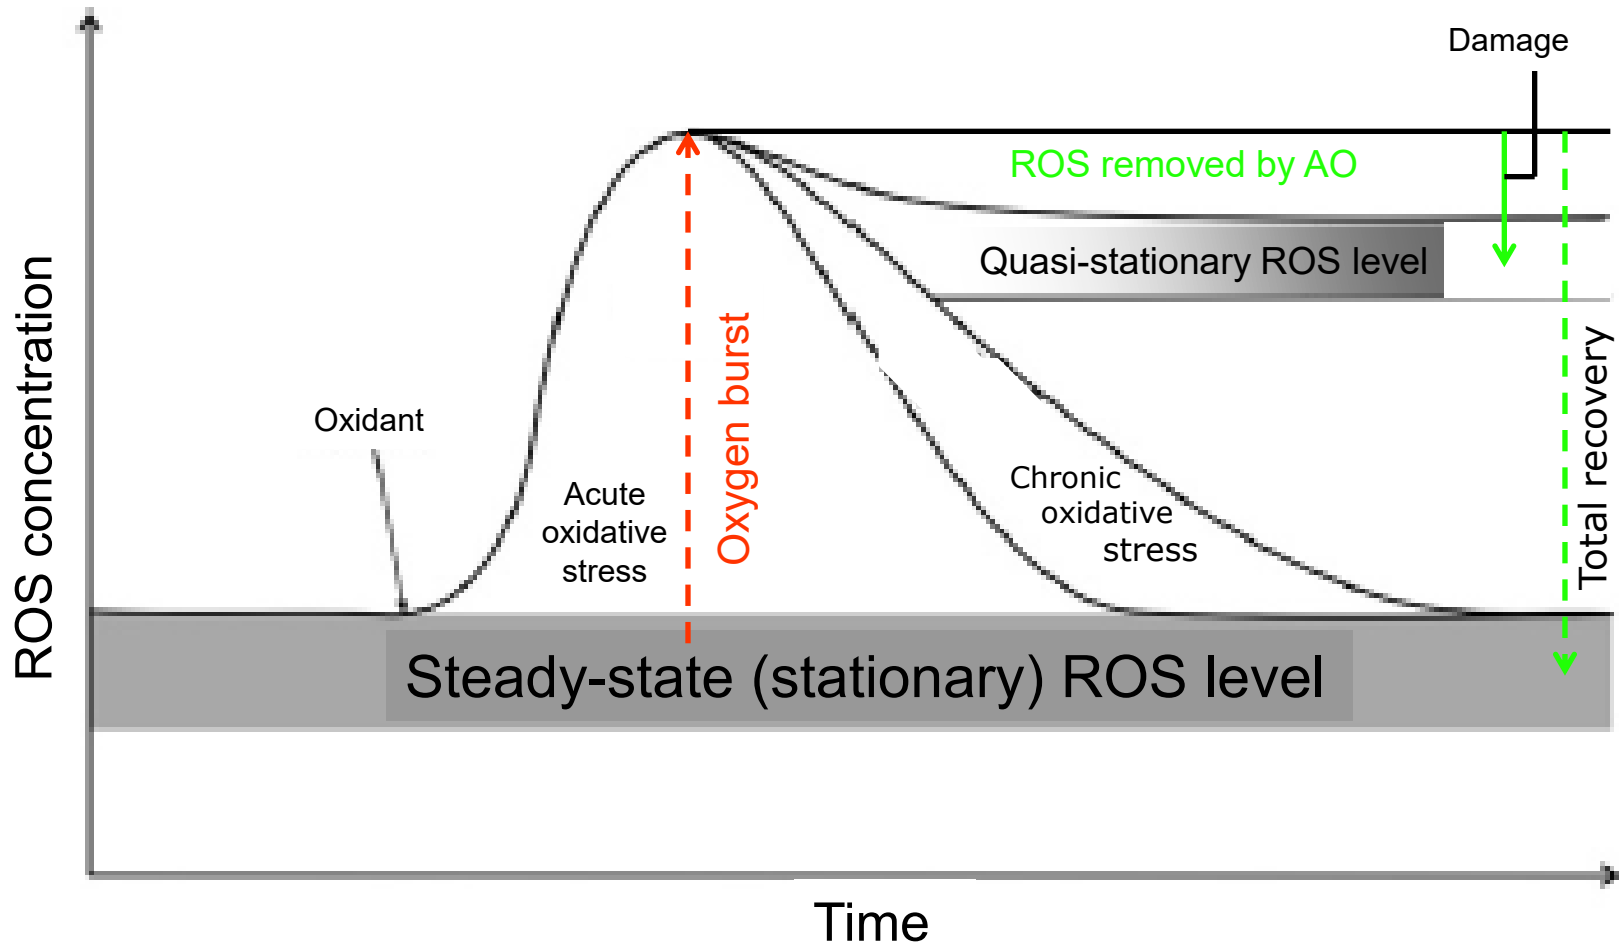 Damage
ROS removed by AO
Quasi-stationary ROS level
ROS concentration
Oxidant
Acute
oxidative
stress
Oxygen burst
Chronic
oxidative
stress
Total recovery
Steady-state (stationary) ROS level
Time